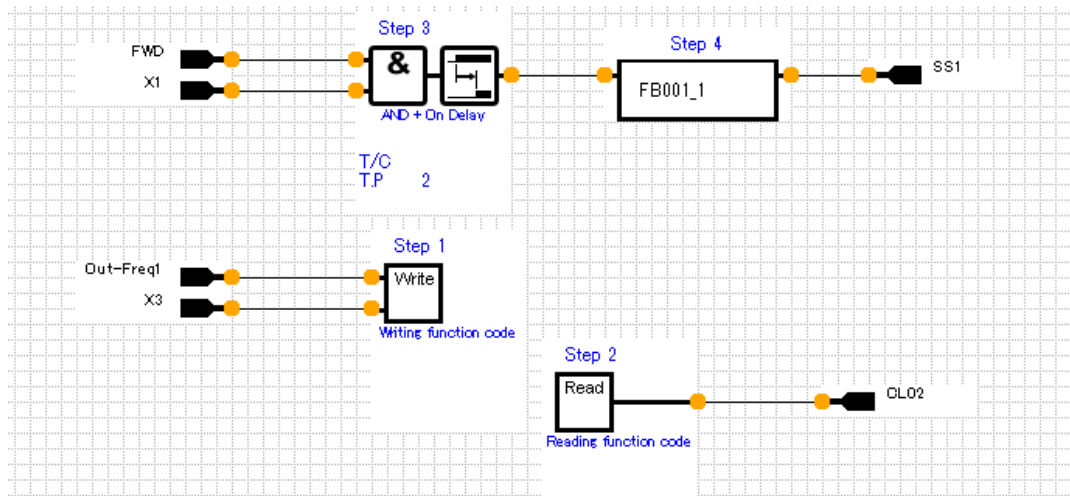 Step 3
FWD
X1
&
AND + On Delay
Step 4
FB001_1
SS1
T/C
T.P 2
Step 1
Out-Freq1
X3
Write
Writing function code
Step 2
Read
CLO2
Reading function code